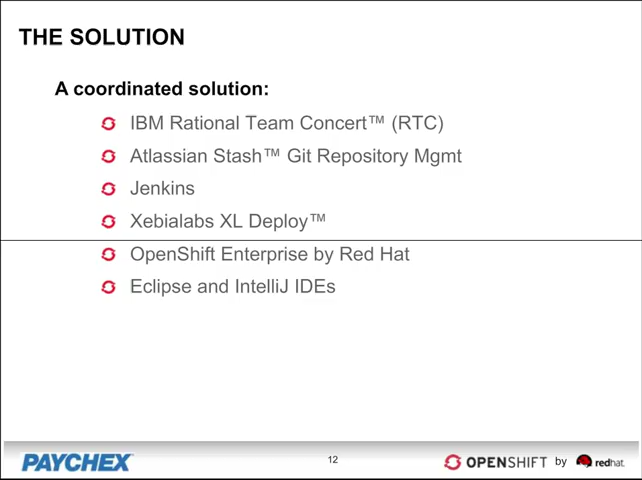 THE SOLUTION
A coordinated solution:
IBM Rational Team Concert™ (RTC)
Atlassian Stash™ Git Repository Mgmt
Jenkins
Xebialabs XL Deploy™
OpenShift Enterprise by Red Hat
Eclipse and IntelliJ IDEs
PAYCHEX
12
OPENSHIFT by redhat.